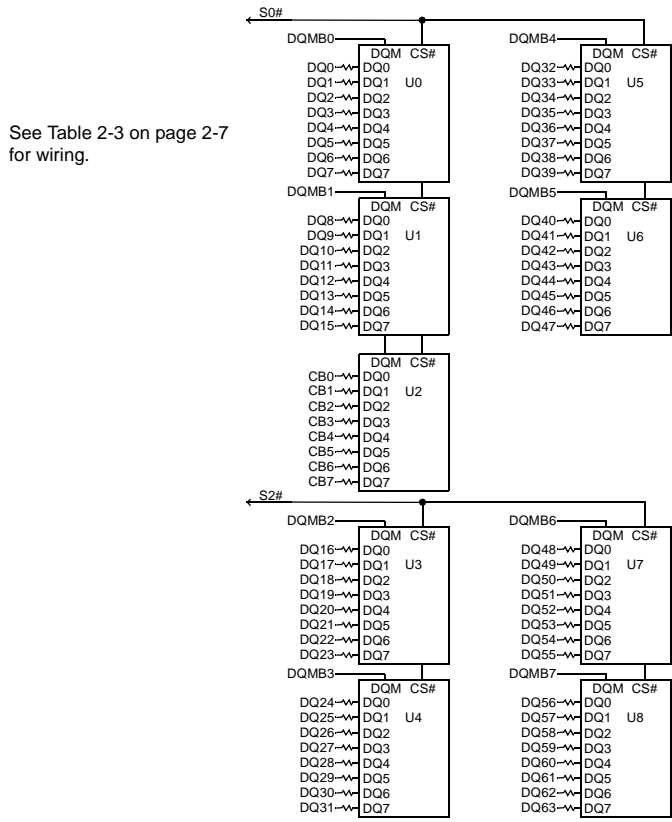 See Table 2-3 on page 2-7
for wiring.
S0#
DQMB0
DQM CS#
DQ0 DQ0
DQ1 DQ1 U0
DQ2 DQ2
DQ3 DQ3
DQ4 DQ4
DQ5 DQ5
DQ6 DQ6
DQ7 DQ7
DQMB4
DQM CS#
DQ32 DQ0
DQ33 DQ1 U5
DQ34 DQ2
DQ35 DQ3
DQ36 DQ4
DQ37 DQ5
DQ38 DQ6
DQ39 DQ7
DQMB1
DQM CS#
DQ8 DQ0
DQ9 DQ1 U1
DQ10 DQ2
DQ11 DQ3
DQ12 DQ4
DQ13 DQ5
DQ14 DQ6
DQ15 DQ7
DQMB5
DQM CS#
DQ40 DQ0
DQ41 DQ1 U6
DQ42 DQ2
DQ43 DQ3
DQ44 DQ4
DQ45 DQ5
DQ46 DQ6
DQ47 DQ7
DQM CS#
CB0 DQ0
CB1 DQ1 U2
CB2 DQ2
CB3 DQ3
CB4 DQ4
CB5 DQ5
CB6 DQ6
CB7 DQ7
S2#
DQMB2
DQM CS#
DQ16 DQ0
DQ17 DQ1 U3
DQ18 DQ2
DQ19 DQ3
DQ20 DQ4
DQ21 DQ5
DQ22 DQ6
DQ23 DQ7
DQMB6
DQM CS#
DQ48 DQ0
DQ49 DQ1 U7
DQ50 DQ2
DQ51 DQ3
DQ52 DQ4
DQ53 DQ5
DQ54 DQ6
DQ55 DQ7
DQMB3
DQM CS#
DQ24 DQ0
DQ25 DQ1 U4
DQ26 DQ2
DQ27 DQ3
DQ28 DQ4
DQ29 DQ5
DQ30 DQ6
DQ31 DQ7
DQMB7
DQM CS#
DQ56 DQ0
DQ57 DQ1 U8
DQ58 DQ2
DQ59 DQ3
DQ60 DQ4
DQ61 DQ5
DQ62 DQ6
DQ63 DQ7